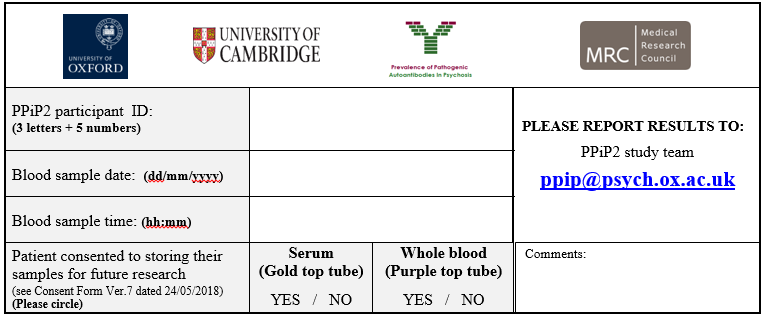 UNIVERSITY OF
OXFORD
UNIVERSITY OF
CAMBRIDGE
Prevalence of Pathogenic
Autoantibodies in Psychosis
MRC
Medical
Research
Council
PPiP2 participant ID:
(3 letters + 5 numbers)
PLEASE REPORT RESULTS TO:
PPiP2 study team
ppip@psych.ox.ac.uk
Blood sample date: (dd/mm/yyyy)
Blood sample time: (hh:mm)
Patient consented to storing their
samples for future research
(see Consent Form Ver.7 dated 24/05/2018)
(Please circle)
Serum
(Gold top tube)
YES / NO
Whole blood
(Purple top tube)
YES / NO
Comments: